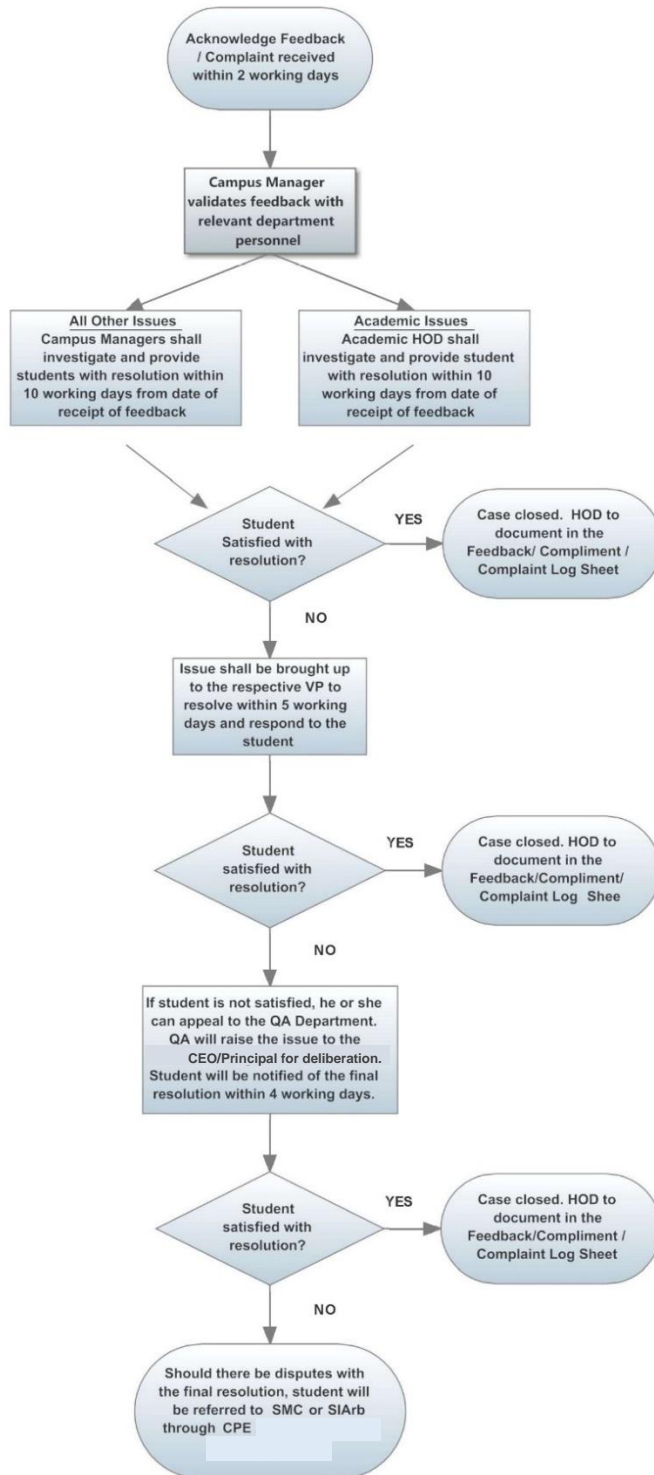 Acknowledge Feedback
/ Complaint received
within 2 working days
Campus Manager
validates feedback with
relevant department
personnel
All Other Issues
Campus Managers shall
investigate and provide
students with resolution within
10 working days from date of
receipt of feedback
Academic Issues
Academic HOD shall
investigate and provide student
with resolution within 10
working days from date of
receipt of feedback
Student
Satisfied with
resolution?
YES
Case closed. HOD to
document in the
Feedback/ Compliment /
Complaint Log Sheet
NO
Issue shall be brought up
to the respective VP to
resolve within 5 working
days and respond to the
student
Student
satisfied with
resolution?
YES
Case closed. HOD to
document in the
Feedback/Compliment/
Complaint Log Shee
NO
If student is not satisfied, he or she
can appeal to the QA Department.
QA will raise the issue to the
CEO/Principal for deliberation.
Student will be notified of the final
resolution within 4 working days.
Student
satisfied with
resolution?
YES
Case closed. HOD to
document in the
Feedback/Compliment /
Complaint Log Sheet
NO
Should there be disputes with
the final resolution, student will
be referred to SMC or SIArb
through CPE